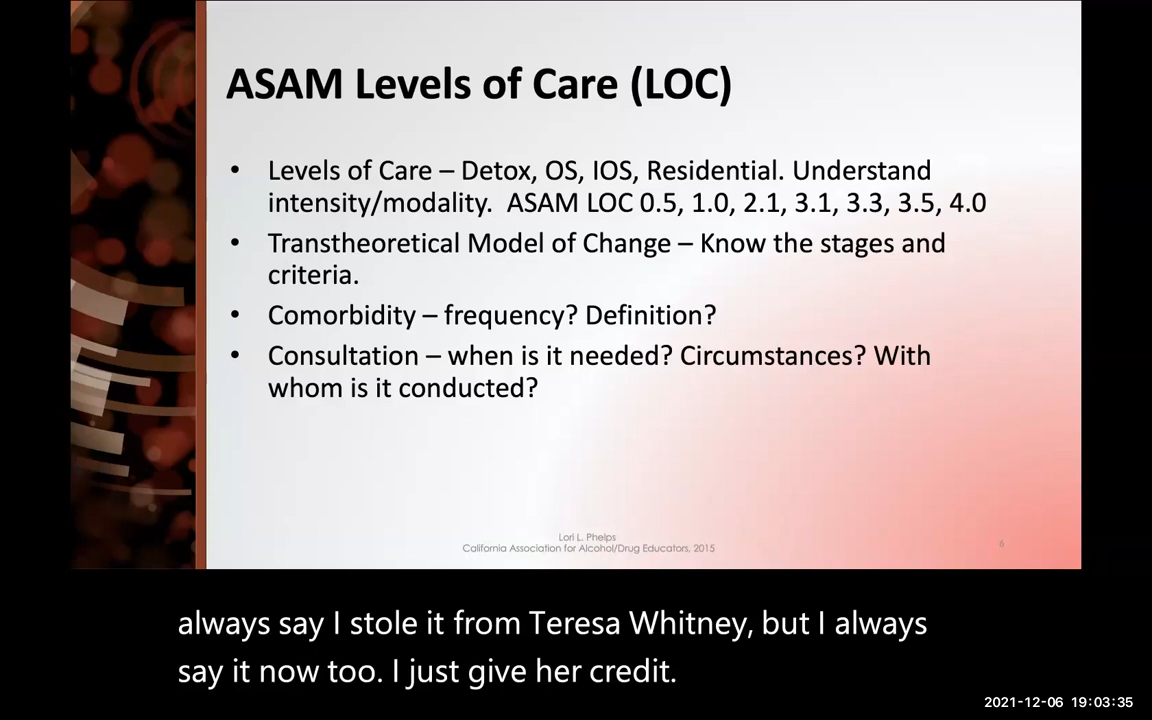 ASAM Levels of Care (LOC)
• Levels of Care – Detox, OS, IOS, Residential. Understand
intensity/modality.  ASAM LOC 0.5, 1.0, 2.1, 3.1, 3.3, 3.5, 4.0
• Transtheoretical Model of Change – Know the stages and
criteria.
• Comorbidity – frequency? Definition?
• Consultation – when is it needed? Circumstances? With
whom is it conducted?
Lori L. Phelps
California Association for Alcohol/Drug Educators, 2015
6
always say I stole it from Teresa Whitney, but I always
say it now too. I just give her credit.
2021-12-06 19:03:35